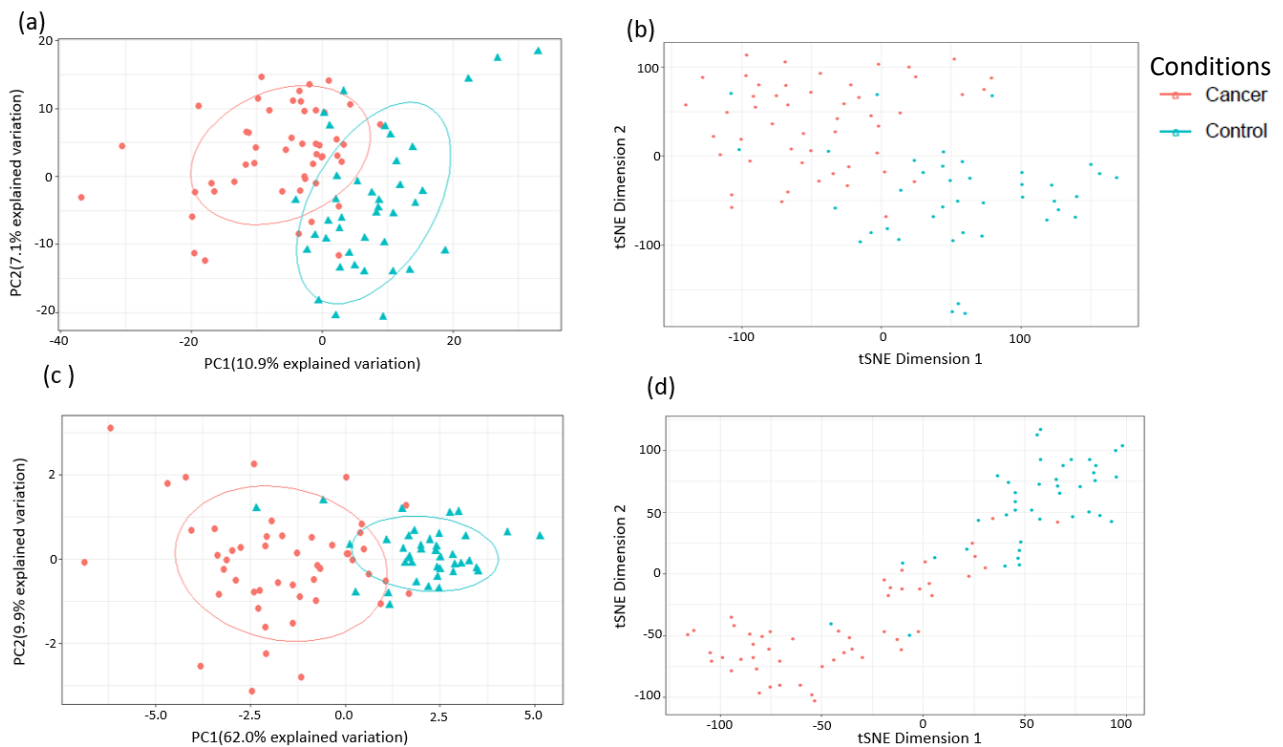 (a)
20
10
0
-10
-20
-40
-20
0
20
PC2(7.1% explained variation)
PC1(10.9% explained variation)
(b)
100
0
-100
-100
0
100
tSNE Dimension 2
tSNE Dimension 1
Conditions
Cancer
Control
(c )
2
0
-2
-5.0
-2.5
0.0
2.5
5.0
PC2(9.9% explained variation)
PC1(62.0% explained variation)
(d)
100
50
0
-50
-100
-100
-50
0
50
100
tSNE Dimension 2
tSNE Dimension 1